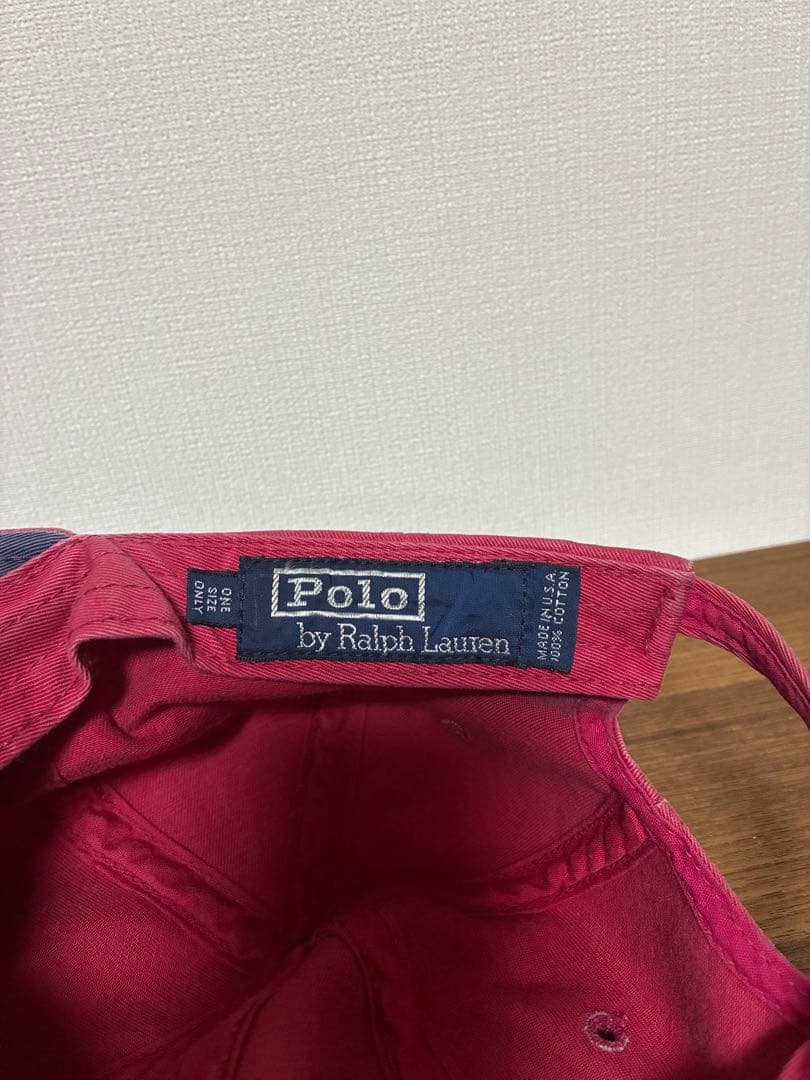 Polo
by Ralph Lauren
MADE IN U.S.A
100% COTTON
ONE
SIZE
ONLY